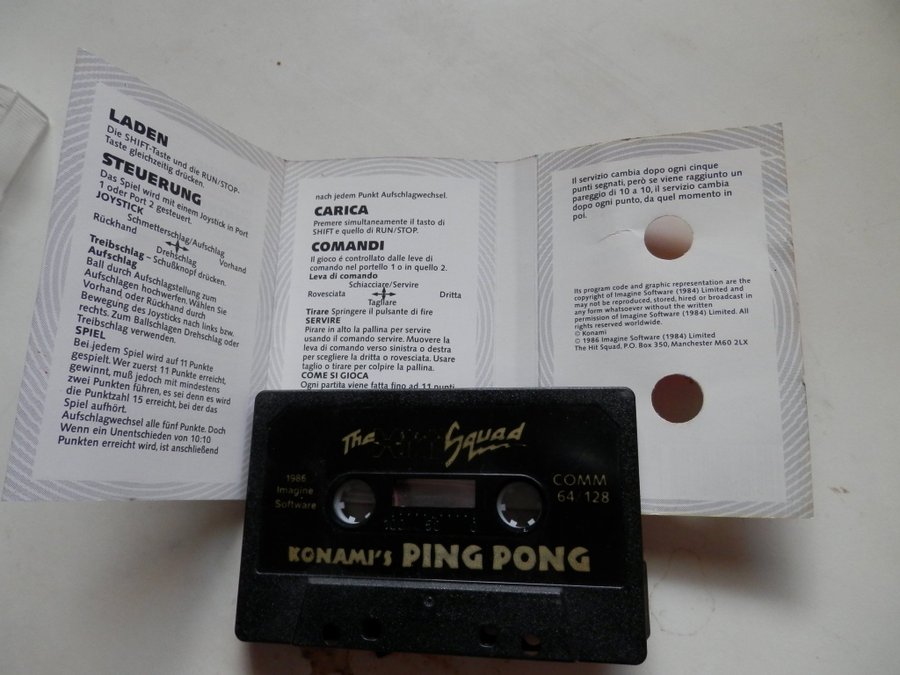 LADEN
Die SHIFT-Taste und die RUN/STOP-
Taste gleichzeitig drücken.
STEUERUNG
Das Spiel wird mit einem Joystick in Port
1 oder Port 2 gesteuert.
JOYSTICK
Schmetterschlag/Aufschlag
Rückhand Vorhand
Drehschlag
Treibschlag – Schußknopf drücken.
Aufschlag
Ball durch Aufschlagstellung zum
Aufschlagen hochwerfen. Wählen Sie
Vorhand oder Rückhand durch
Bewegung des Joysticks nach links bzw.
rechts. Zum Ballschlagen Drehschlag oder
Treibschlag verwenden.
SPIEL
Bei jedem Spiel wird auf 11 Punkte
gespielt. Wer zuerst 11 Punkte erreicht,
gewinnt, muß jedoch mit mindestens
zwei Punkten führen, es sei denn es wird
die Punktzahl 15 erreicht, bei der das
Spiel aufhört.
Aufschlagwechsel alle fünf Punkte. Doch
Wenn ein Unentschieden von 10:10
Punkten erreicht wird, ist anschließend
nach jedem Punkt Aufschlagwechsel.
CARICA
Premere simultaneamente il tasto di
SHIFT e quello di RUN/STOP.
COMANDI
Il gioco é controllato dalle leve di
comando nel portello 1 o in quello 2.
Leva di comando
Schiacciare/Servire
Rovesciata Dritta
Tagliare
Tirare Springere il pulsante di fire
SERVIRE
Pirare in alto la pallina per servire
usando il comando servire. Muovere la
leva di comando verso sinistra o destra
per scegliere la dritta o rovesciata. Usare
taglio o tirare per colpire la pallina.
COME SI GIOCA
Ogni partita viene fatta fino ad 11 punti
Il servizio cambia dopo ogni cinque
punti segnati, però se viene raggiunto un
pareggio di 10 a 10, il servizio cambia
dopo ogni punto, da quel momento in
poi.
Its program code and graphic representation are the
copyright of Imagine Software (1984) Limited and
may not be reproduced, stored, hired or broadcast in
any form whatsoever without the written
permission of Imagine Software (1984) Limited. All
rights reserved worldwide.
© Konami
© 1986 Imagine Software (1984) Limited
The Hit Squad, P.O. Box 350, Manchester M60 2LX
The Hit Squad
1986
Imagine
Software
COMM
64/128
KONAMI'S PING PONG